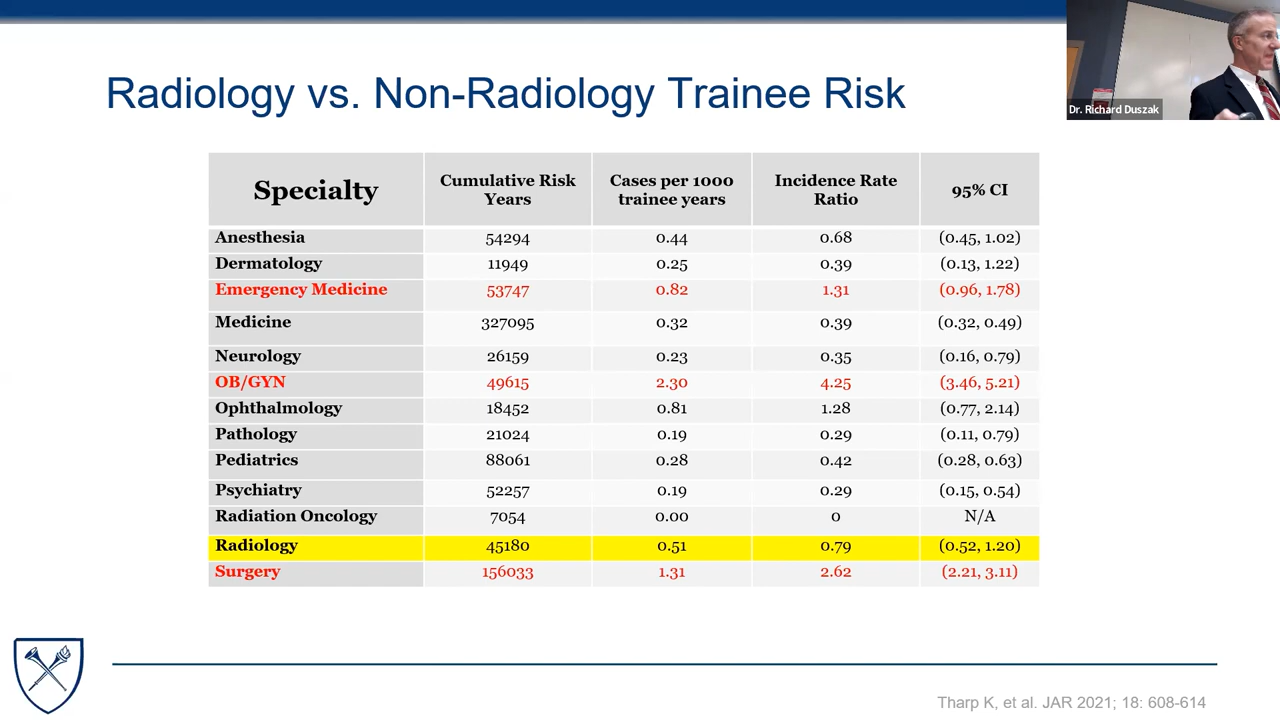 Dr. Richard Duszak
Radiology vs. Non-Radiology Trainee Risk
Specialty Cumulative Risk Years Cases per 1000 trainee years Incidence Rate Ratio 95% CI
Anesthesia 54294 0.44 0.68 (0.45, 1.02)
Dermatology 11949 0.25 0.39 (0.13, 1.22)
Emergency Medicine 53747 0.82 1.31 (0.96, 1.78)
Medicine 327095 0.32 0.39 (0.32, 0.49)
Neurology 26159 0.23 0.35 (0.16, 0.79)
OB/GYN 49615 2.30 4.25 (3.46, 5.21)
Ophthalmology 18452 0.81 1.28 (0.77, 2.14)
Pathology 21024 0.19 0.29 (0.11, 0.79)
Pediatrics 88061 0.28 0.42 (0.28, 0.63)
Psychiatry 52257 0.19 0.29 (0.15, 0.54)
Radiation Oncology 7054 0.00 0 N/A
Radiology 45180 0.51 0.79 (0.52, 1.20)
Surgery 156033 1.31 2.62 (2.21, 3.11)
Tharp K, et al. JAR 2021; 18: 608-614